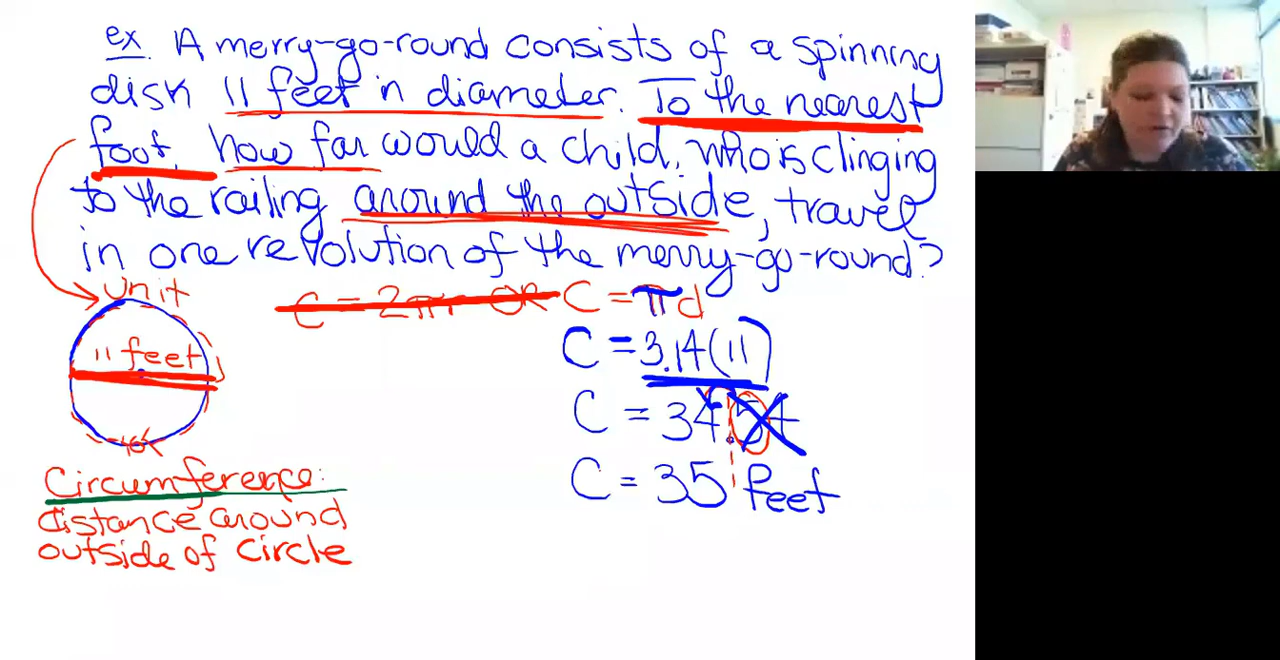 ex. A merry-go-round consists of a spinning
disk 11 feet in diameter. To the nearest
foot, how far would a child, who is clinging
to the railing around the outside, travel
in one revolution of the merry-go-round?
unit
C = 2πr OR C = πd
11 feet
C = 3.14(11)
C = 34.54
C = 35 feet
Circumference:
distance around
outside of circle